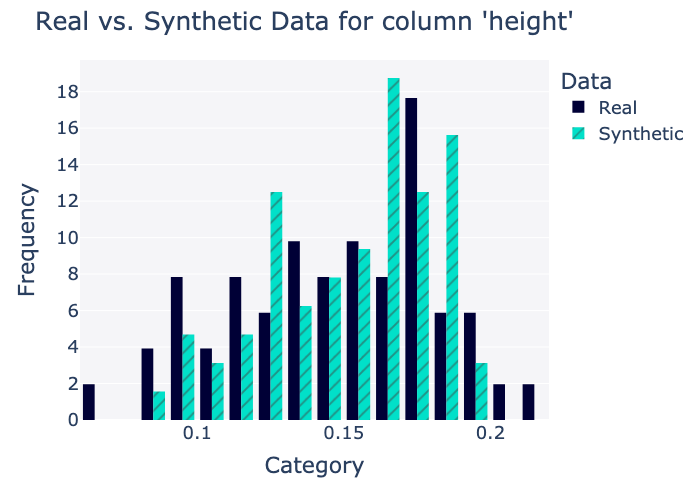 Real vs. Synthetic Data for column 'height'
Data
Real
Synthetic
18
16
14
12
10
8
6
4
2
0
Frequency
0.1
0.15
0.2
Category